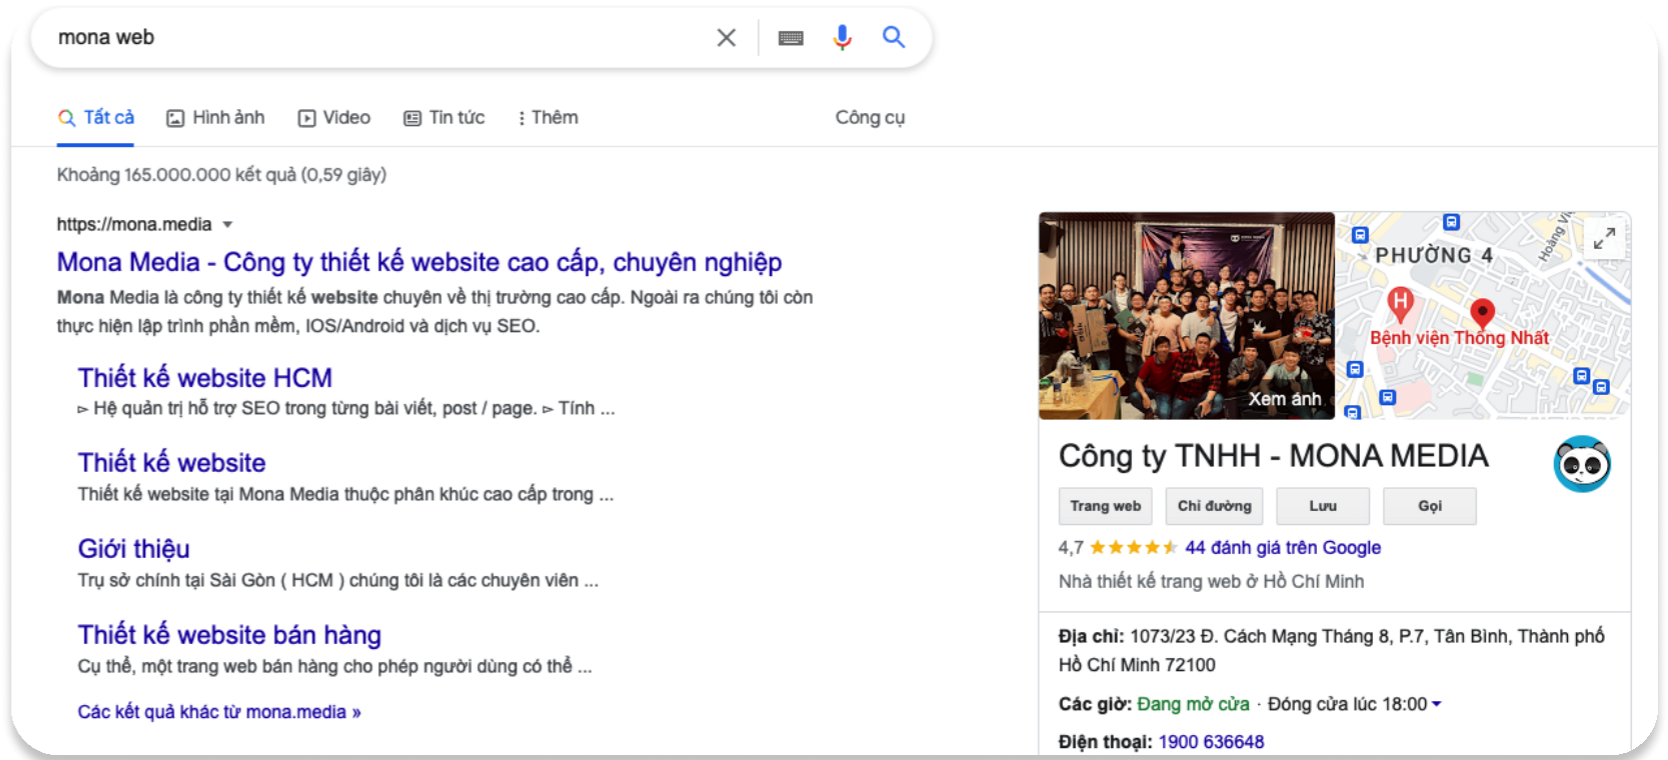 mona web
Tất cả
Hình ảnh
Video
Tin tức
Thêm
Công cụ
Khoảng 165.000.000 kết quả (0,59 giây)
https://mona.media
Mona Media - Công ty thiết kế website cao cấp, chuyên nghiệp
Mona Media là công ty thiết kế website chuyên về thị trường cao cấp. Ngoài ra chúng tôi còn
thực hiện lập trình phần mềm, IOS/Android và dịch vụ SEO.
Thiết kế website HCM
▻ Hệ quản trị hỗ trợ SEO trong từng bài viết, post / page. ▻ Tính ...
Thiết kế website
Thiết kế website tại Mona Media thuộc phân khúc cao cấp trong ...
Giới thiệu
Trụ sở chính tại Sài Gòn ( HCM ) chúng tôi là các chuyên viên ...
Thiết kế website bán hàng
Cụ thể, một trang web bán hàng cho phép người dùng có thể ...
Các kết quả khác từ mona.media »
Xem ảnh
PHƯỜNG 4
H
Bệnh viện Thống Nhất
Công ty TNHH - MONA MEDIA
Trang web
Chỉ đường
Lưu
Gọi
4,7 44 đánh giá trên Google
Nhà thiết kế trang web ở Hồ Chí Minh
Địa chỉ: 1073/23 Đ. Cách Mạng Tháng 8, P.7, Tân Bình, Thành phố
Hồ Chí Minh 72100
Các giờ: Đang mở cửa · Đóng cửa lúc 18:00
Điện thoại: 1900 636648